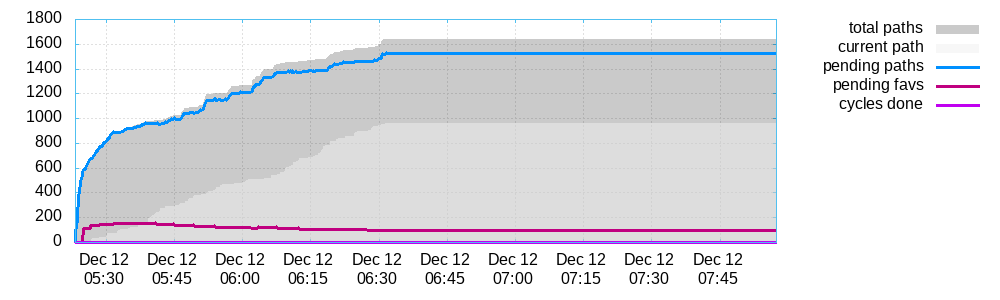 1800
1600
1400
1200
1000
800
600
400
200
0
Dec 12 Dec 12 Dec 12 Dec 12 Dec 12 Dec 12 Dec 12 Dec 12 Dec 12 Dec 12
05:30 05:45 06:00 06:15 06:30 06:45 07:00 07:15 07:30 07:45
total paths
current path
pending paths
pending favs
cycles done